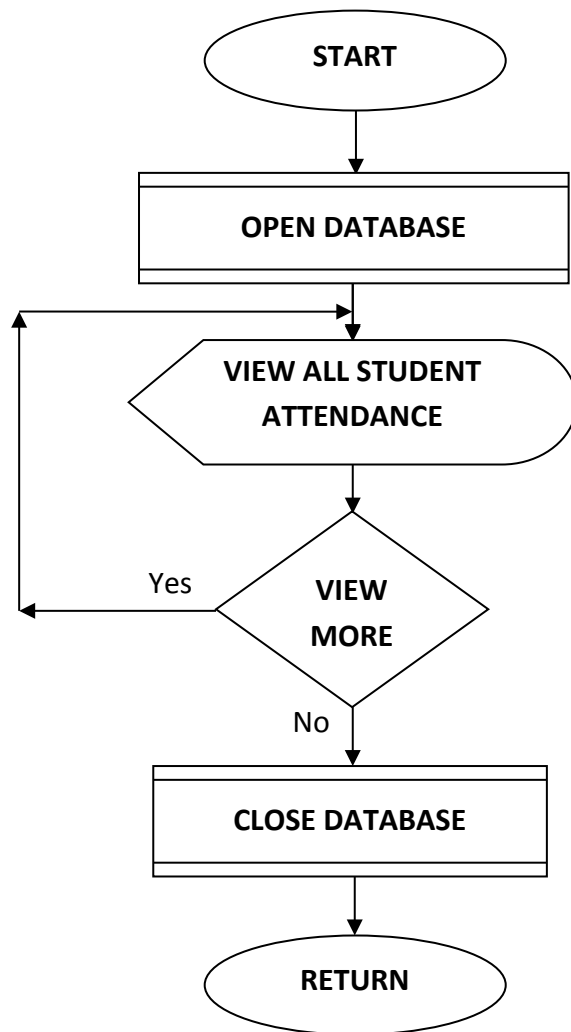 START
OPEN DATABASE
VIEW ALL STUDENT
ATTENDANCE
Yes
VIEW
MORE
No
CLOSE DATABASE
RETURN